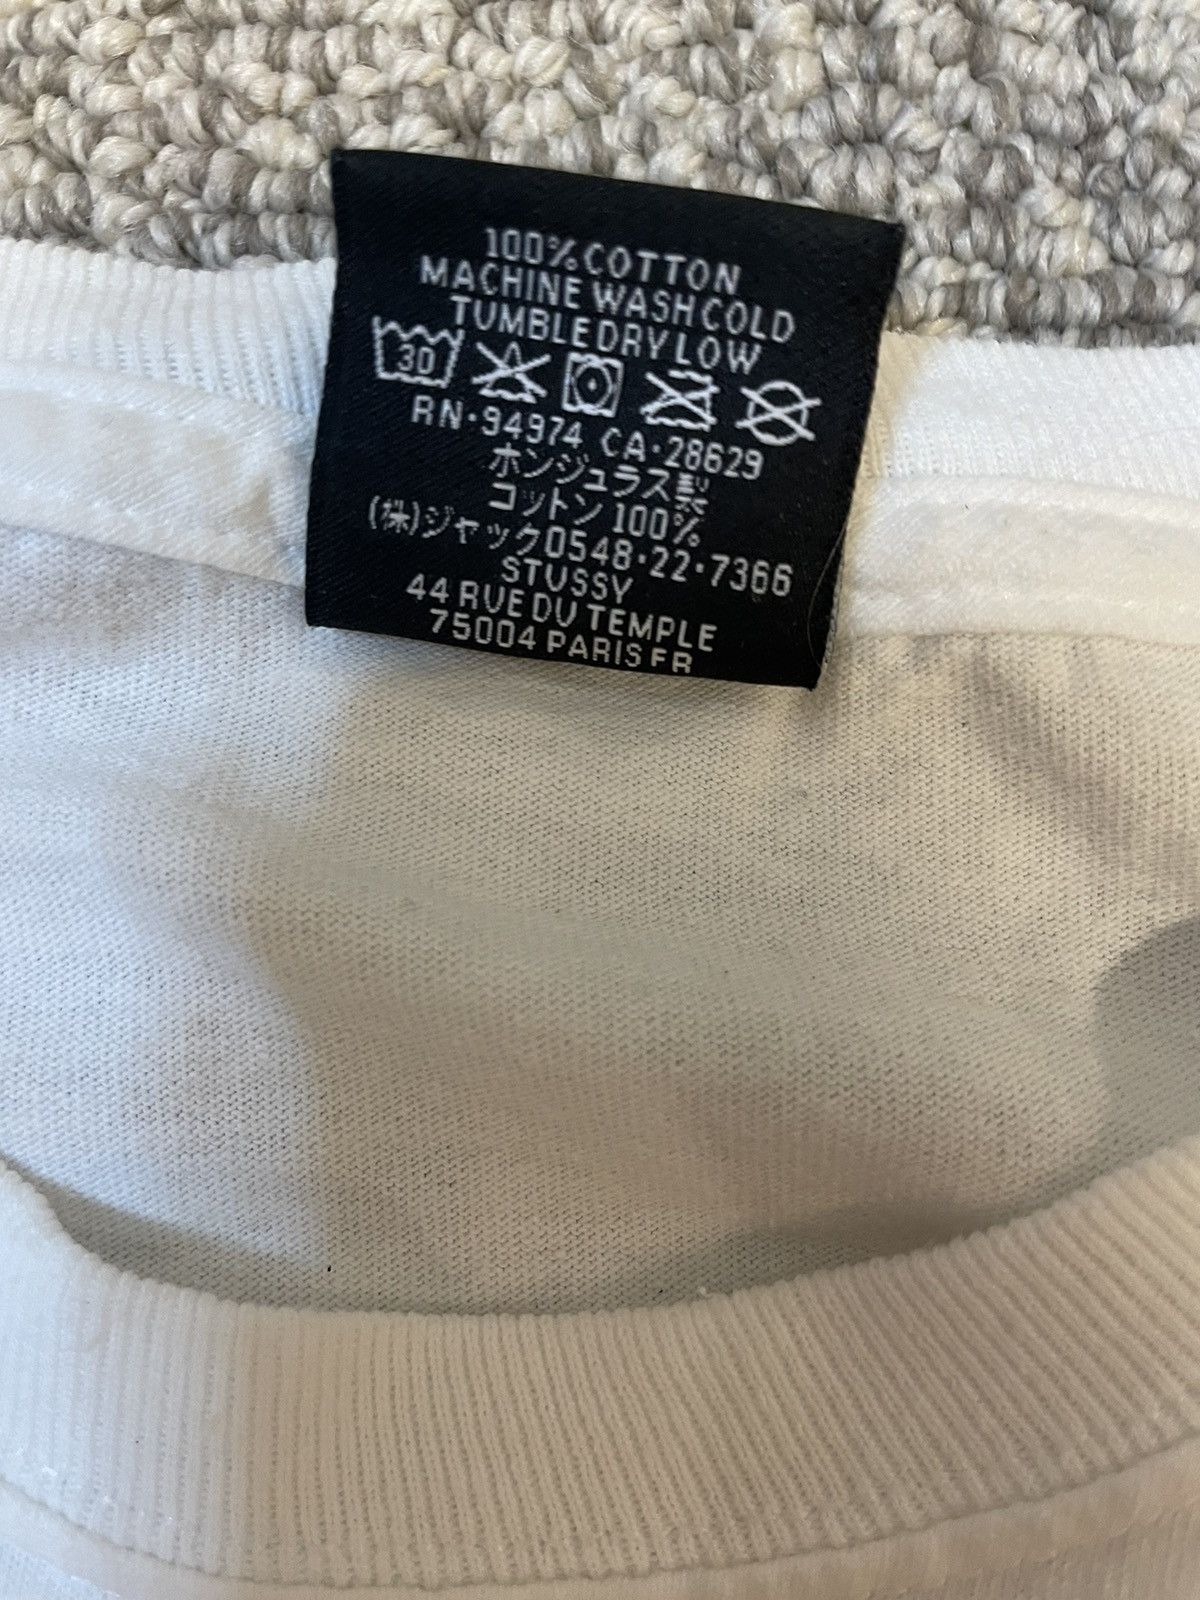 100% COTTON
MACHINE WASH COLD
TUMBLE DRY LOW
30
RN·94974 CA·28629
ホンジュラス製
コットン 100%
(株)ジャック0548·22·7366
STUSSY
44 RUE DU TEMPLE
75004 PARIS FR